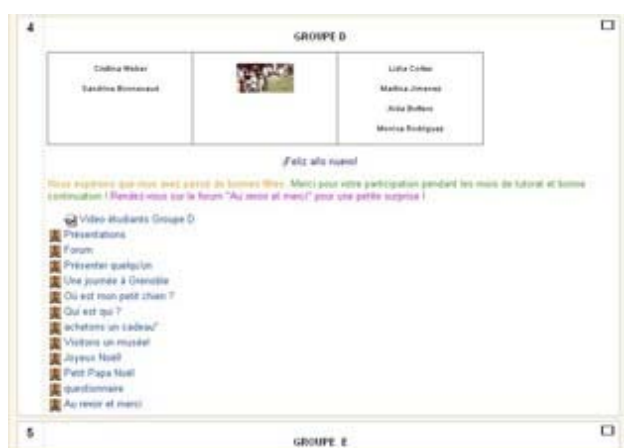 4
GROUPE D
Cristina Weber
Sandrine Bonnevaud
Lidia Cortes
Martina Jimenez
Aida Botero
Monica Rodriguez
¡Feliz año nuevo!
Nous espérons que vous avez passé de bonnes fêtes. Merci pour votre participation pendant les mois de tutorat et bonne
continuation ! Rendez-vous sur le forum "Au revoir et merci" pour une petite surprise !
Video étudiants Groupe D
Présentations
Forum
Présenter quelqu'un
Une journée à Grenoble
Où est mon petit chien ?
Qui est qui ?
achetons un cadeau"
Visitons un musée!
Joyeux Noël!
Petit Papa Noël
questionnaire
Au revoir et merci
5
GROUPE E